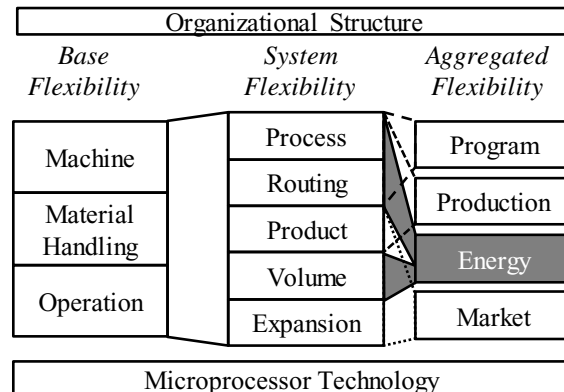 Organizational Structure
Base
Flexibility
System
Flexibility
Aggregated
Flexibility
Machine
Material
Handling
Operation
Process
Routing
Product
Volume
Expansion
Program
Production
Energy
Market
Microprocessor Technology